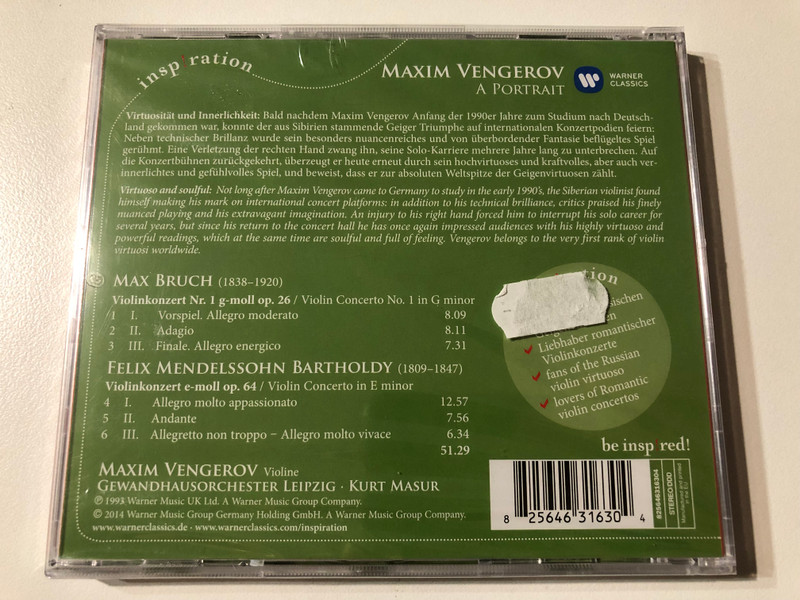 inspiration
MAXIM VENGEROV
A PORTRAIT
WARNER
CLASSICS
Virtuosität und Innerlichkeit: Bald nachdem Maxim Vengerov Anfang der 1990er Jahre zum Studium nach Deutsch-
land gekommen war, konnte der aus Sibirien stammende Geiger Triumphe auf internationalen Konzertpodien feiern:
Neben technischer Brillanz wurde sein besonders nuancenreiches und von überbordender Fantasie beflügeltes Spiel
gerühmt. Eine Verletzung der rechten Hand zwang ihn, seine Solo-Karriere mehrere Jahre lang zu unterbrechen. Auf
die Konzertbühnen zurückgekehrt, überzeugt er heute erneut durch sein hochvirtuoses und kraftvolles, aber auch ver-
innerlichtes und gefühlvolles Spiel, und beweist, dass er zur absoluten Weltspitze der Geigenvirtuosen zählt.
Virtuoso and soulful: Not long after Maxim Vengerov came to Germany to study in the early 1990's, the Siberian violinist found
himself making his mark on international concert platforms; in addition to his technical brilliance, critics praised his finely
nuanced playing and his extravagant imagination. An injury to his right hand forced him to interrupt his solo career for
several years, but since his return to the concert hall he has once again impressed audiences with his highly virtuoso and
powerful readings, which at the same time are soulful and full of feeling. Vengerov belongs to the very first rank of violin
virtuosi worldwide.
MAX BRUCH (1838–1920)
Violinkonzert Nr. 1 g-moll op. 26 / Violin Concerto No. 1 in G minor
1 I. Vorspiel. Allegro moderato 8.09
2 II. Adagio 8.11
3 III. Finale. Allegro energico 7.31
FELIX MENDELSSOHN BARTHOLDY (1809–1847)
Violinkonzert e-moll op. 64 / Violin Concerto in E minor
4 I. Allegro molto appassionato 12.57
5 II. Andante 7.56
6 III. Allegretto non troppo – Allegro molto vivace 6.34
51.29
MAXIM VENGEROV Violine
GEWANDHAUSORCHESTER LEIPZIG · KURT MASUR
℗ 1993 Warner Music UK Ltd. A Warner Music Group Company.
© 2014 Warner Music Group Germany Holding GmbH. A Warner Music Group Company.
www.warnerclassics.de · www.warnerclassics.com/inspiration
Liebhaber romantischer
Violinkonzerte
fans of the Russian
violin virtuoso
lovers of Romantic
violin concertos
be inspired!
8 25646 31630 4
825646316304
STEREO DDD
Manufactured and printed
in the EU